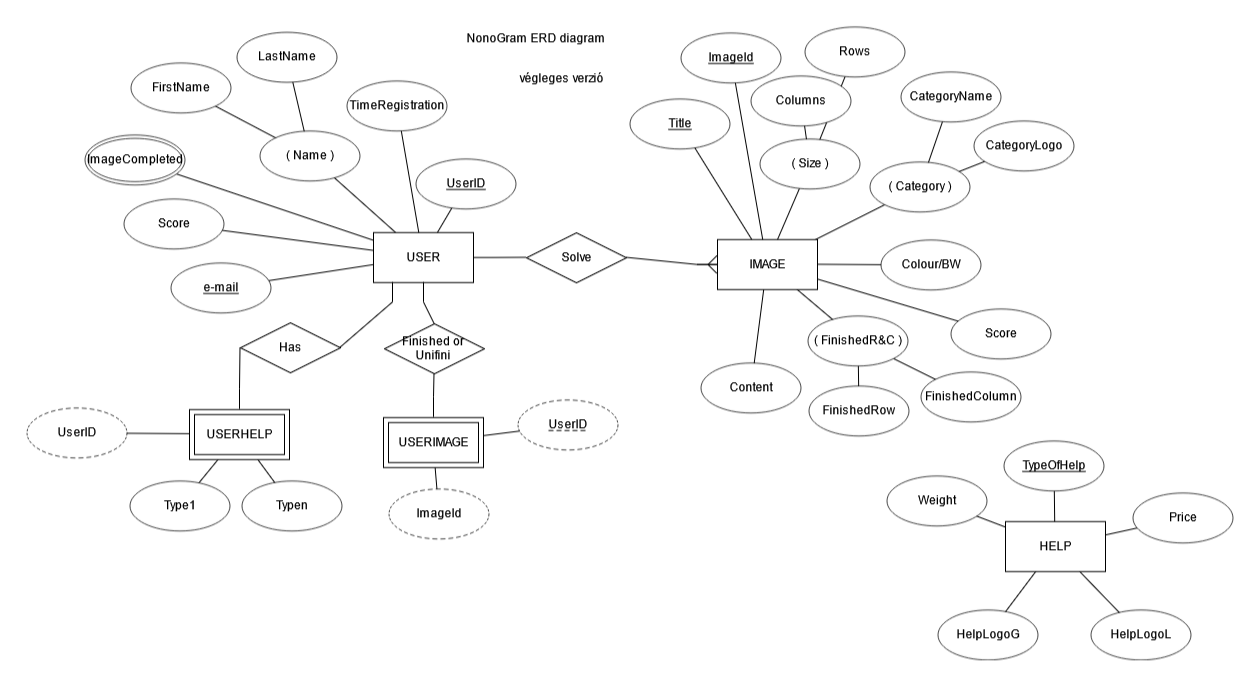 NonoGram ERD diagram
végleges verzió
LastName
FirstName
TimeRegistration
( Name )
ImageCompleted
UserID
Score
e-mail
USER
Solve
Has
Finished or
Unifini
UserID
USERHELP
Type1
Typen
USERIMAGE
UserID
ImageId
ImageId
Rows
Columns
Title
( Size )
CategoryName
CategoryLogo
( Category )
IMAGE
Colour/BW
Score
( FinishedR&C )
Content
FinishedRow
FinishedColumn
TypeOfHelp
Weight
Price
HELP
HelpLogoG
HelpLogoL